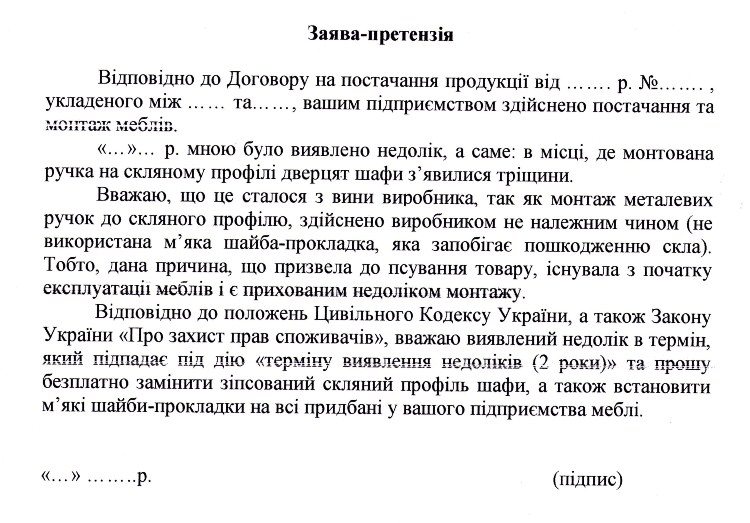 Заява-претензія
Відповідно до Договору на постачання продукції від ……. р. №……. ,
укладеного між …… та……, вашим підприємством здійснено постачання та
монтаж меблів.
«…»… р. мною було виявлено недолік, а саме: в місці, де монтована
ручка на скляному профілі дверцят шафи з’явилися тріщини.
Вважаю, що це сталося з вини виробника, так як монтаж металевих
ручок до скляного профілю, здійснено виробником не належним чином (не
використана м’яка шайба-прокладка, яка запобігає пошкодженню скла).
Тобто, дана причина, що призвела до псування товару, існувала з початку
експлуатації меблів і є прихованим недоліком монтажу.
Відповідно до положень Цивільного Кодексу України, а також Закону
України «Про захист прав споживачів», вважаю виявлений недолік в термін,
який підпадає під дію «терміну виявлення недоліків (2 роки)» та прошу
безплатно замінити зіпсований скляний профіль шафи, а також встановити
м’які шайби-прокладки на всі придбані у вашого підприємства меблі.
«…» ……..р. (підпис)